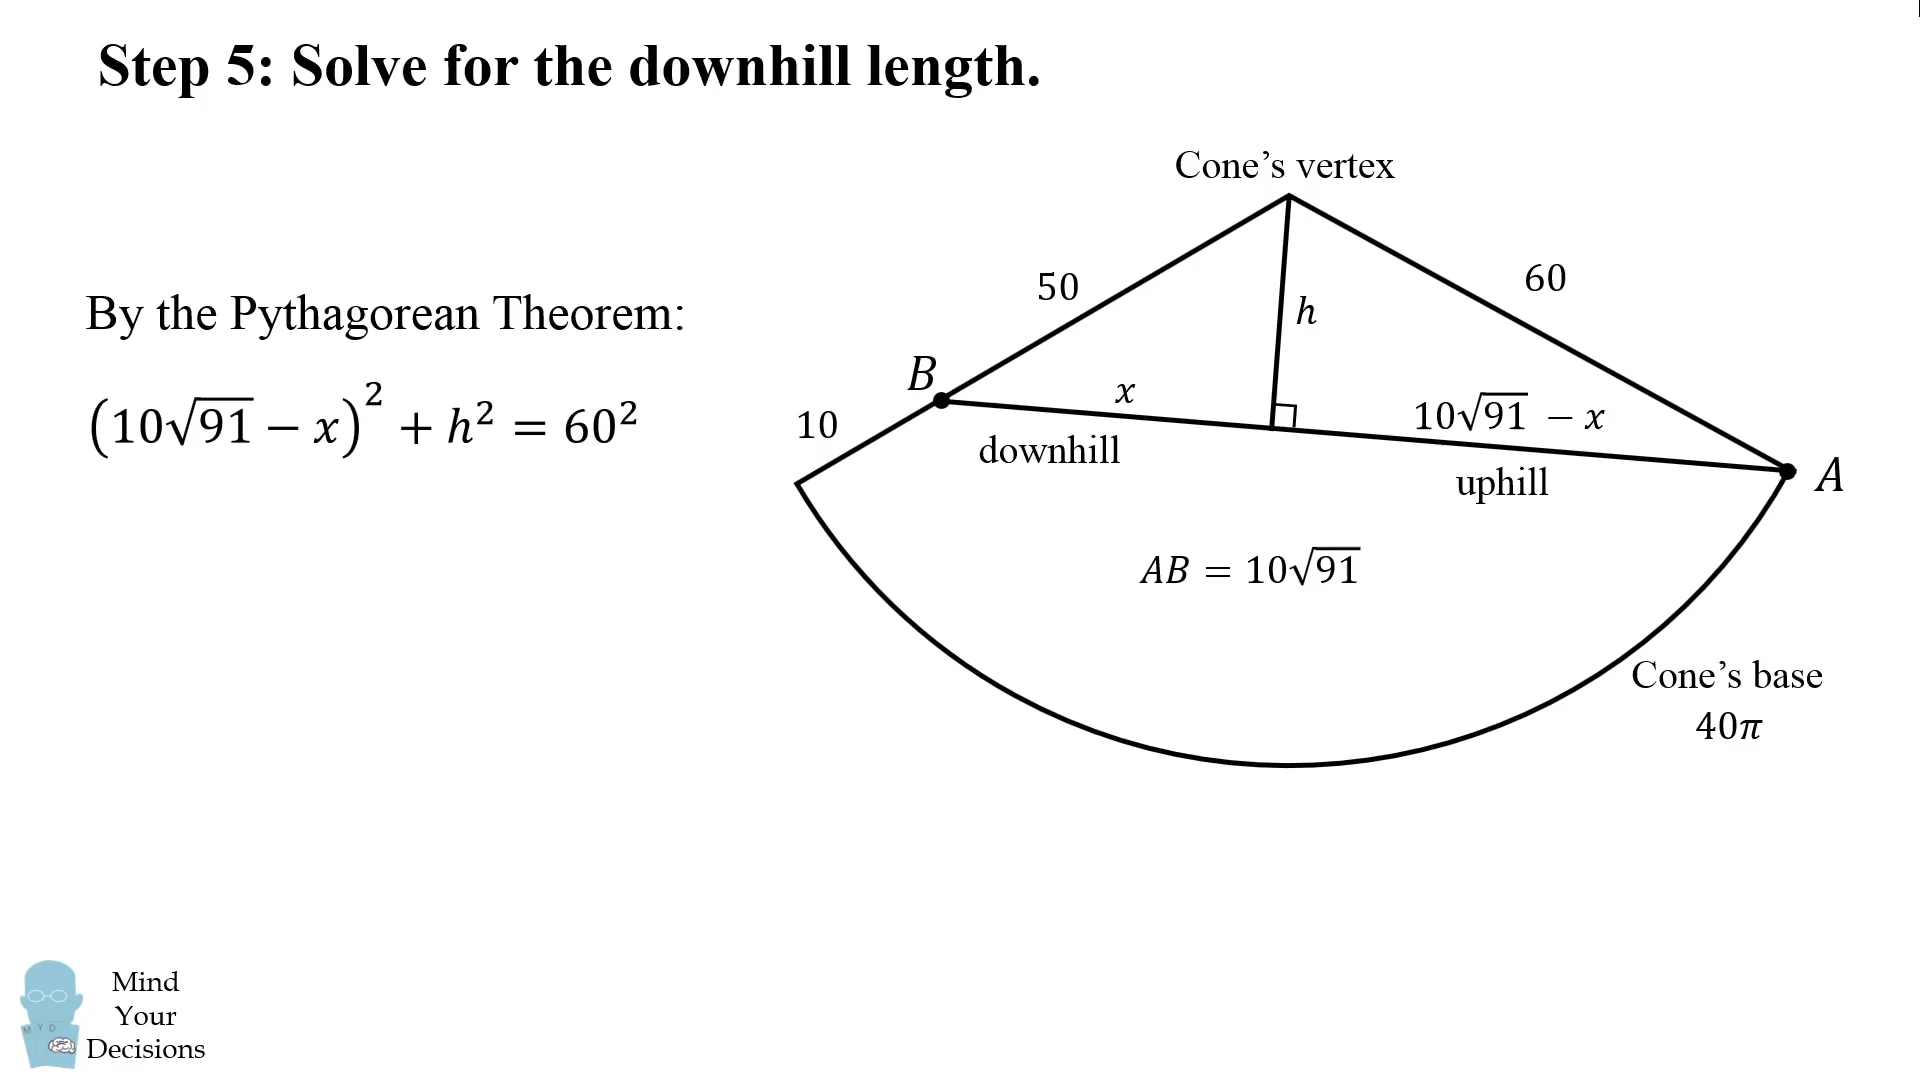 Step 5: Solve for the downhill length.
Cone’s vertex
50
60
By the Pythagorean Theorem:
h
B
x
(10√91 − x)² + h² = 60²
10
10√91 − x
downhill
uphill
A
AB = 10√91
Cone’s base
40π
Mind
Your
Decisions
M Y D